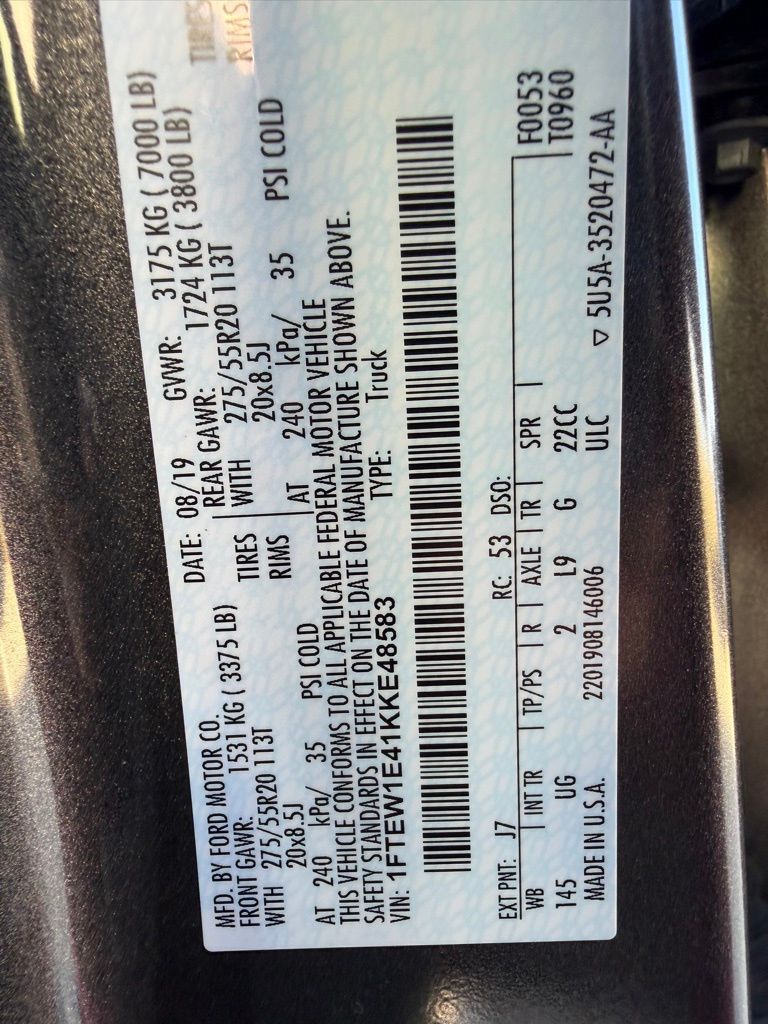 MFD. BY FORD MOTOR CO.
DATE: 08/19 GVWR: 3175 KG ( 7000 LB)
FRONT GAWR: 1531 KG ( 3375 LB)
REAR GAWR: 1724 KG ( 3800 LB)
WITH 275/55R20 113T TIRES WITH 275/55R20 113T TIRES
20x8.5J RIMS 20x8.5J RIMS
AT 240 kPa/ 35 PSI COLD AT 240 kPa/ 35 PSI COLD
THIS VEHICLE CONFORMS TO ALL APPLICABLE FEDERAL MOTOR VEHICLE
SAFETY STANDARDS IN EFFECT ON THE DATE OF MANUFACTURE SHOWN ABOVE.
VIN: 1FTEW1E41KKE48583 TYPE: Truck
EXT PNT: J7 RC: 53 DSO: F0053
WB INT TR TP/PS R AXLE TR SPR T0960
145 UG 2 L9 G 22CC
MADE IN U.S.A. 2201908146006 ULC ▽ 5U5A-3520472-AA